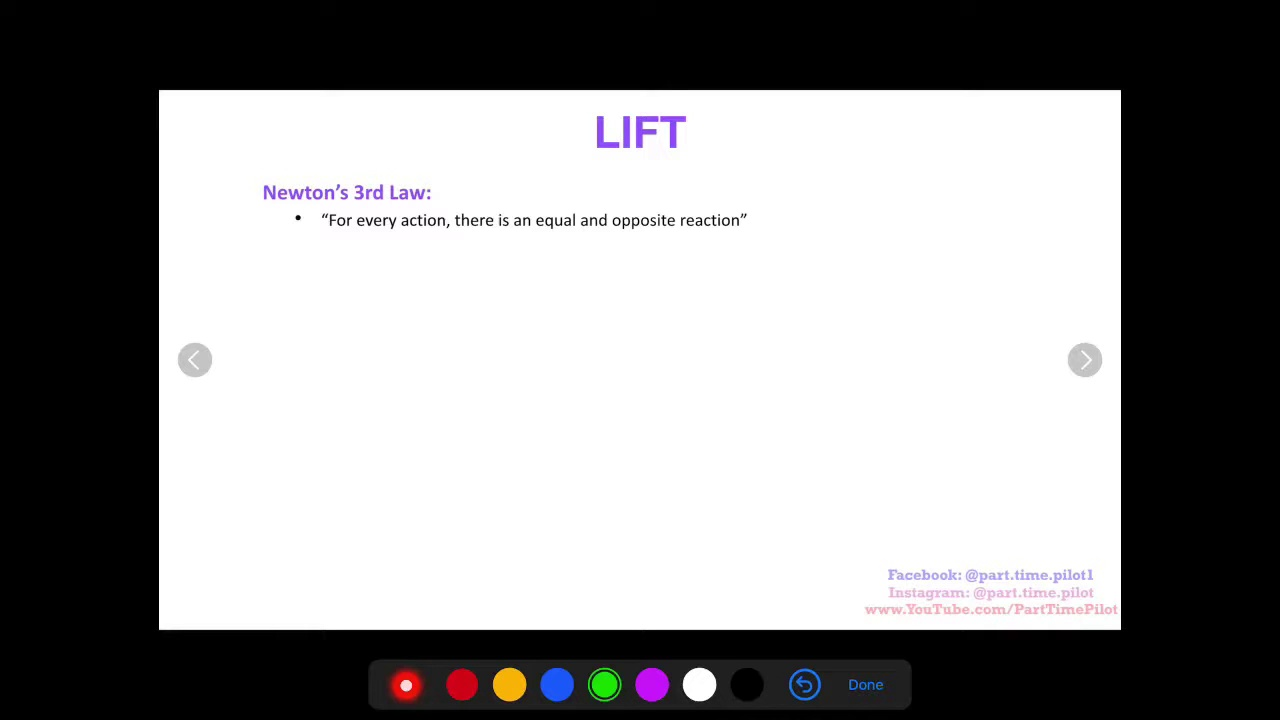 LIFT
Newton’s 3rd Law:
• “For every action, there is an equal and opposite reaction”
Facebook: @part.time.pilot1
Instagram: @part.time.pilot
www.YouTube.com/PartTimePilot
Done